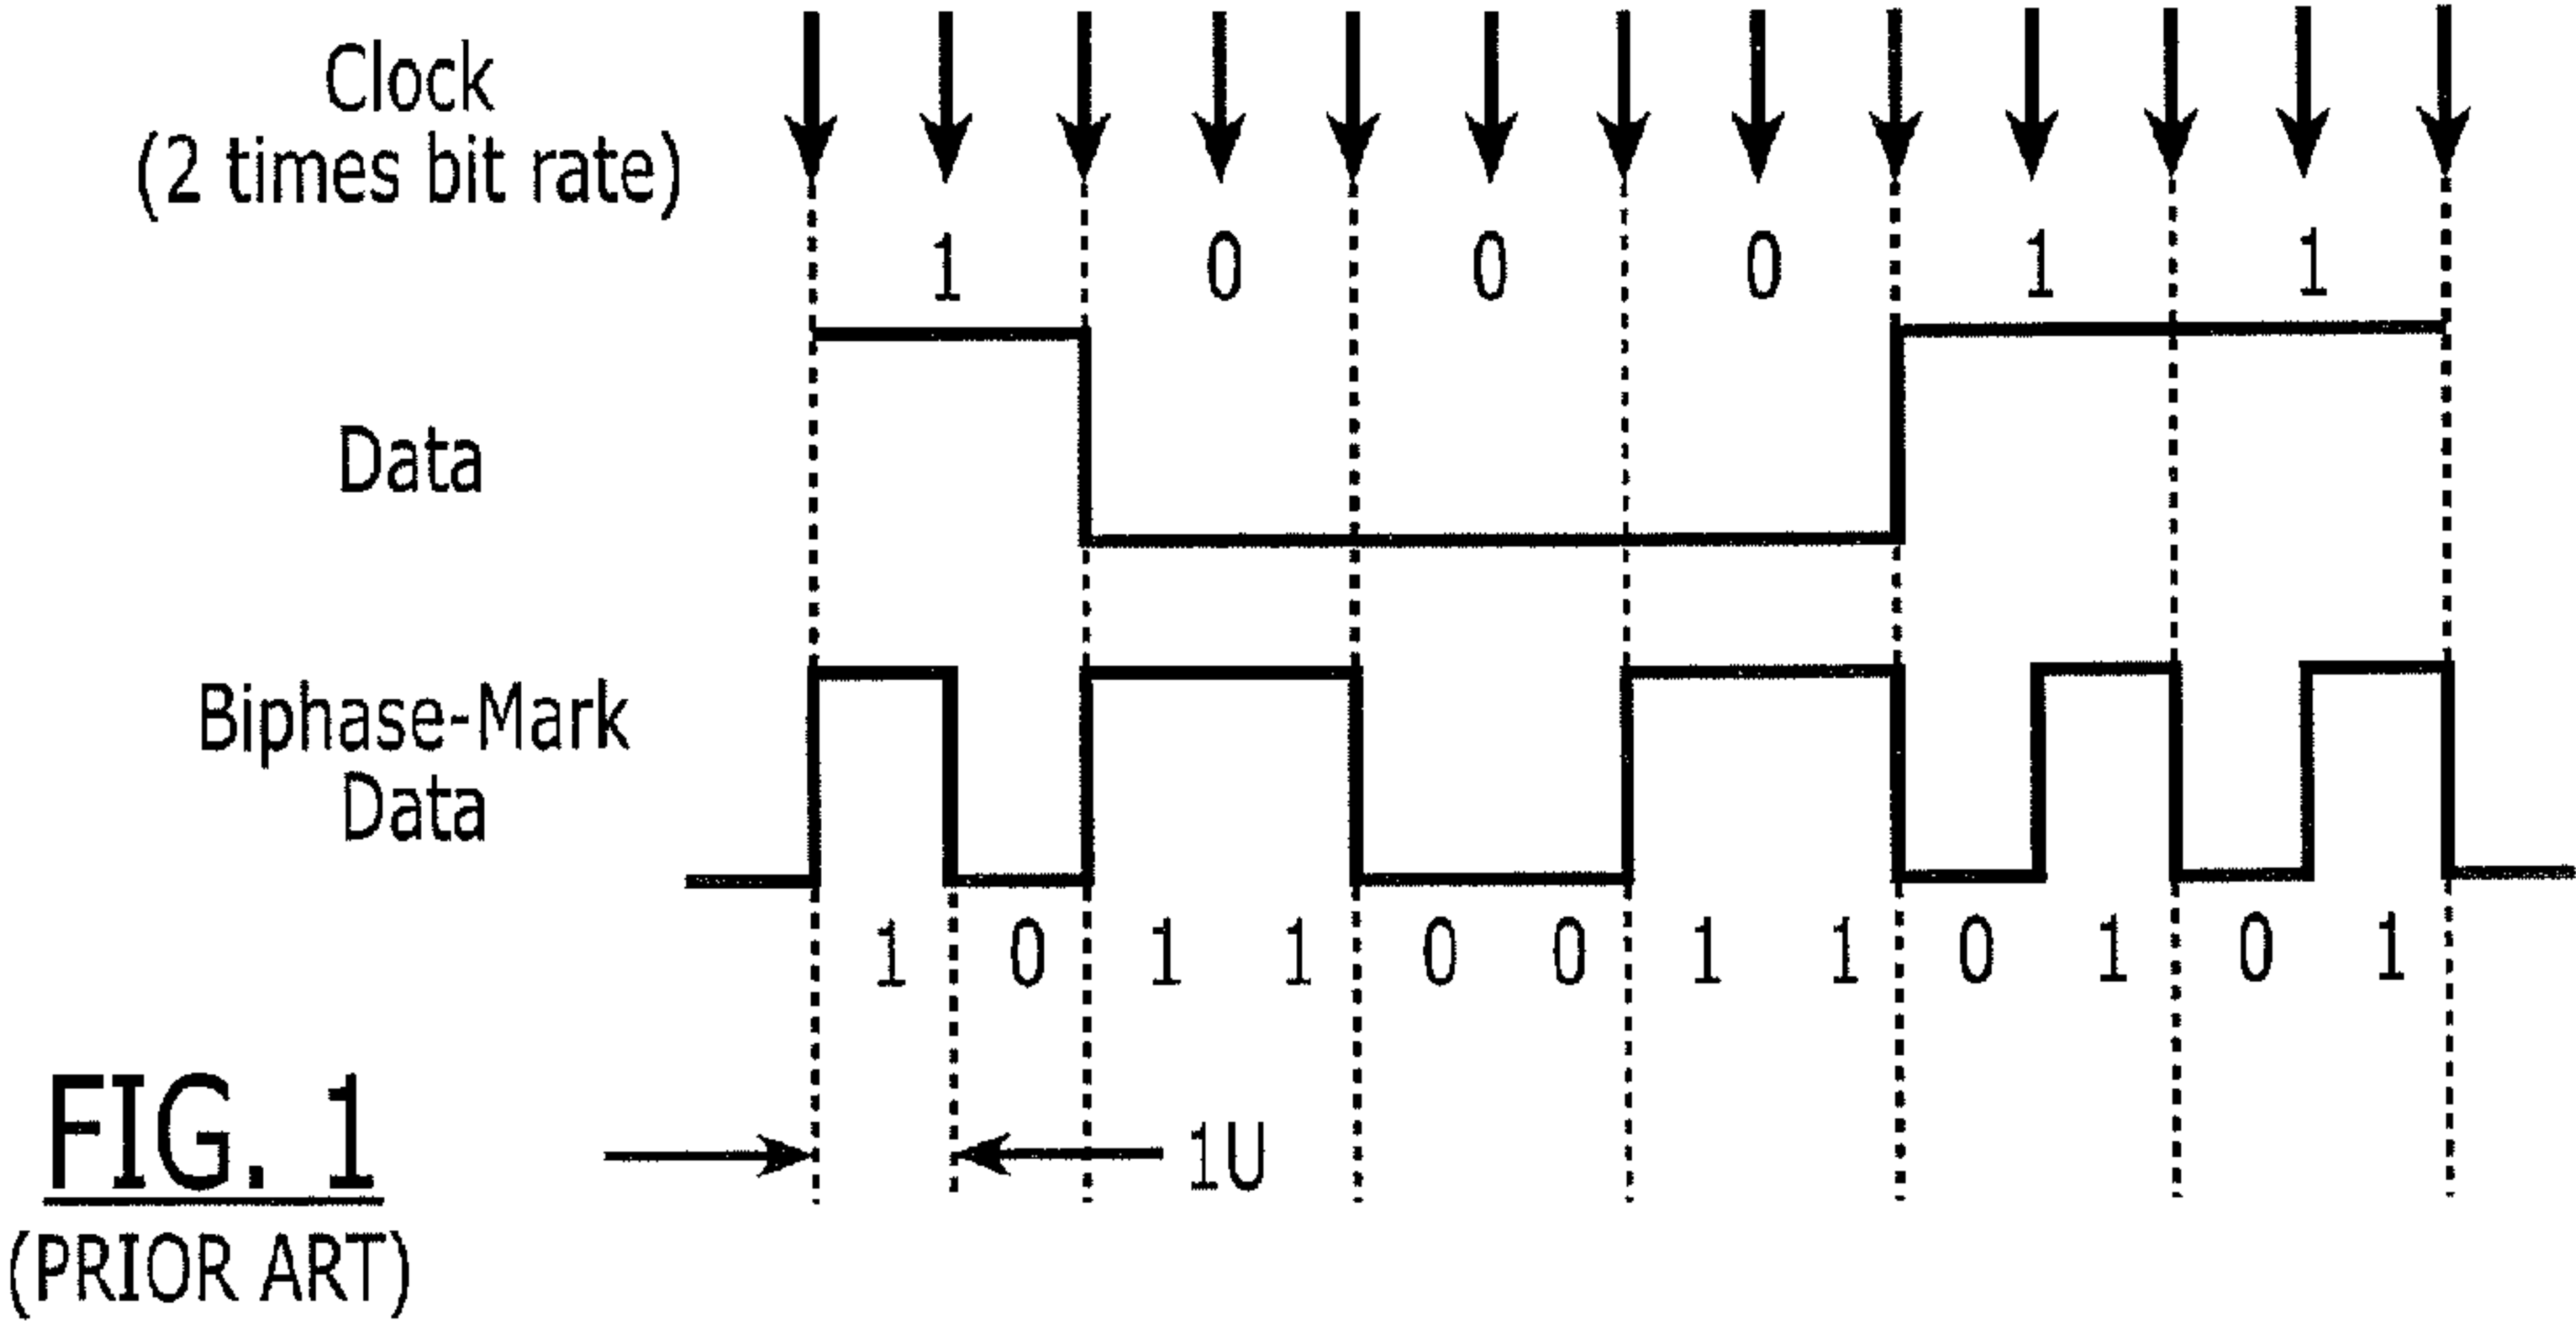 Clock
(2 times bit rate)
1 0 0 0 1 1
Data
Biphase-Mark
Data
1 0 1 1 0 0 1 1 0 1 0 1
1U
FIG. 1
(PRIOR ART)